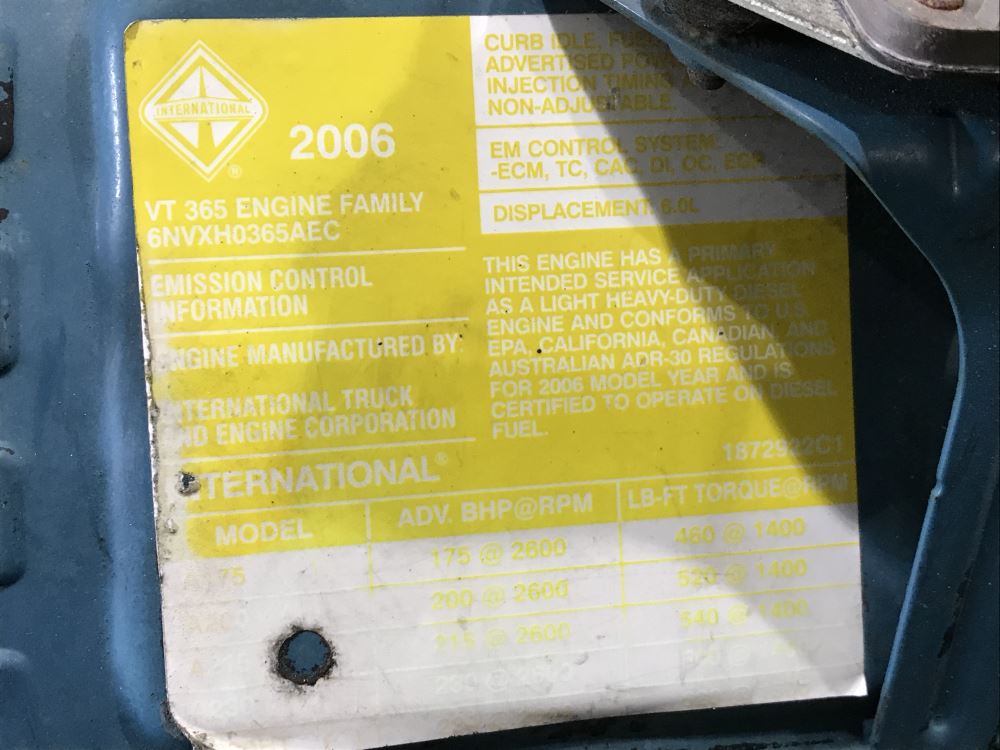 INTERNATIONAL
®
2006
VT 365 ENGINE FAMILY
6NVXH0365AEC
EMISSION CONTROL
INFORMATION
ENGINE MANUFACTURED BY:
INTERNATIONAL TRUCK
AND ENGINE CORPORATION
INTERNATIONAL®
CURB IDLE,
ADVERTISED
INJECTION TIMING
NON-ADJUSTABLE.
EM CONTROL SYSTEM:
-ECM, TC, CAC, DI, OC, EGR
DISPLACEMENT: 6.0L
THIS ENGINE HAS A PRIMARY
INTENDED SERVICE APPLICATION
AS A LIGHT HEAVY-DUTY DIESEL
ENGINE AND CONFORMS TO U.S.
EPA, CALIFORNIA, CANADIAN, AND
AUSTRALIAN ADR-30 REGULATIONS
FOR 2006 MODEL YEAR AND IS
CERTIFIED TO OPERATE ON DIESEL
FUEL.
1872922C1
MODEL ADV. BHP@RPM LB-FT TORQUE@RPM
175 @ 2600 460 @ 1400
200 @ 2600 520 @ 1400
215 @ 2600 540 @ 1400